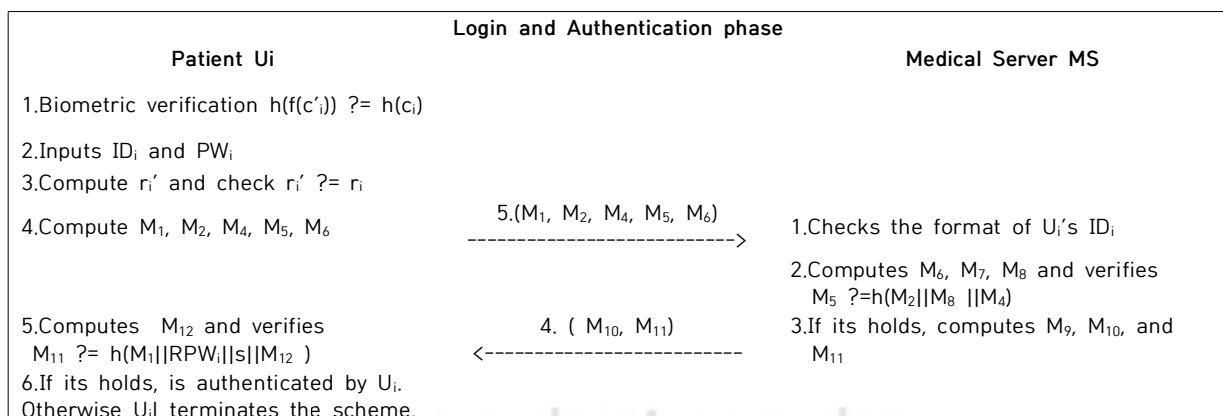 Login and Authentication phase
Patient Ui
Medical Server MS
1.Biometric verification h(f(c′ᵢ)) ?= h(cᵢ)
2.Inputs IDᵢ and PWᵢ
3.Compute rᵢ′ and check rᵢ′ ?= rᵢ
4.Compute M₁, M₂, M₄, M₅, M₆
5.(M₁, M₂, M₄, M₅, M₆)
--------------------------->
1.Checks the format of Uᵢ′s IDᵢ
2.Computes M₆, M₇, M₈ and verifies
M₅ ?=h(M₂||M₈ ||M₄)
5.Computes M₁₂ and verifies
M₁₁ ?= h(M₁||RPWᵢ||s||M₁₂ )
4. ( M₁₀, M₁₁)
<--------------------------
3.If its holds, computes M₉, M₁₀, and
M₁₁
6.If its holds, is authenticated by Uᵢ.
Otherwise Uᵢl terminates the scheme.